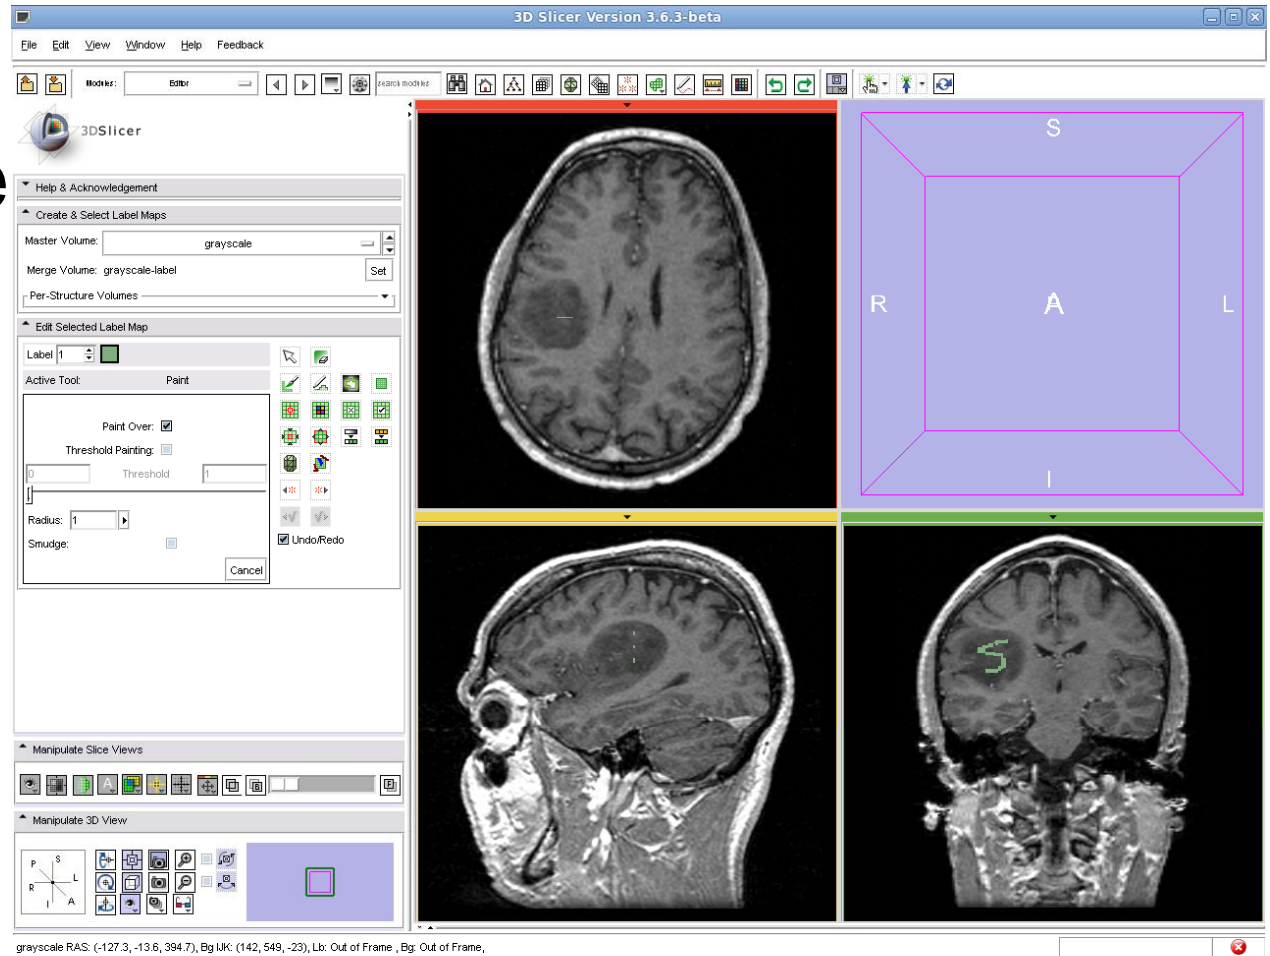 3D Slicer Version 3.6.3-beta
File Edit View Window Help Feedback
Modules: Editor search modules
3DSlicer
e
Help & Acknowledgement
Create & Select Label Maps
Master Volume: grayscale
Merge Volume: grayscale-label Set
Per-Structure Volumes
Edit Selected Label Map
Label 1
Active Tool: Paint
Paint Over:
Threshold Painting:
0 Threshold 1
Radius: 1
Smudge:
Undo/Redo
Cancel
S
R A L
I
S
Manipulate Slice Views
A B F
Manipulate 3D View
P S
R L
I A
grayscale RAS: (-127.3, -13.6, 394.7), Bg IJK: (142, 549, -23), Lb: Out of Frame , Bg: Out of Frame,